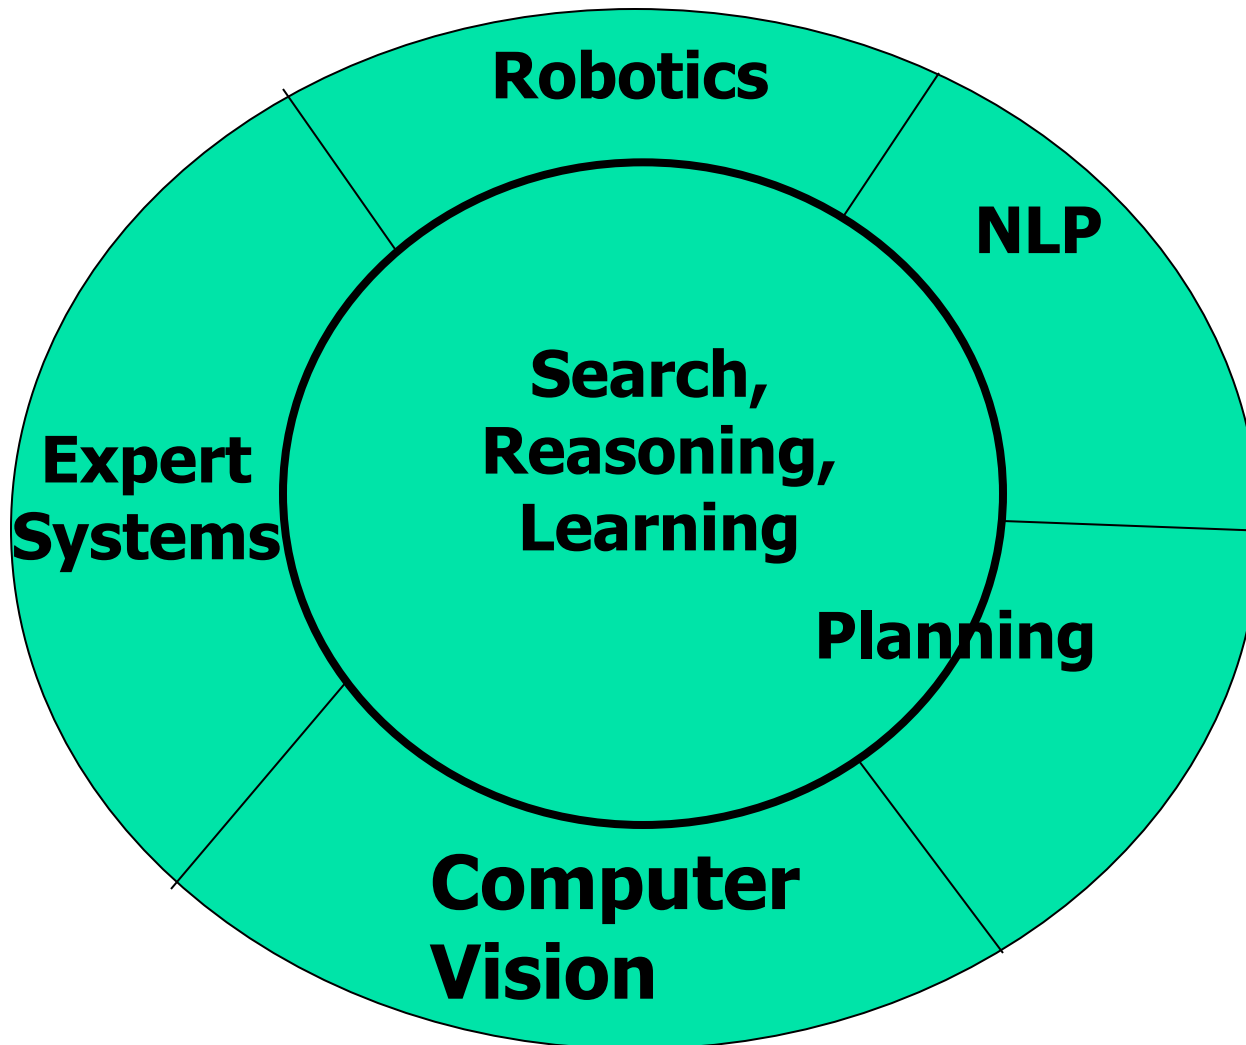 Robotics
NLP
Search,
Reasoning,
Learning
Expert
Systems
Planning
Computer
Vision